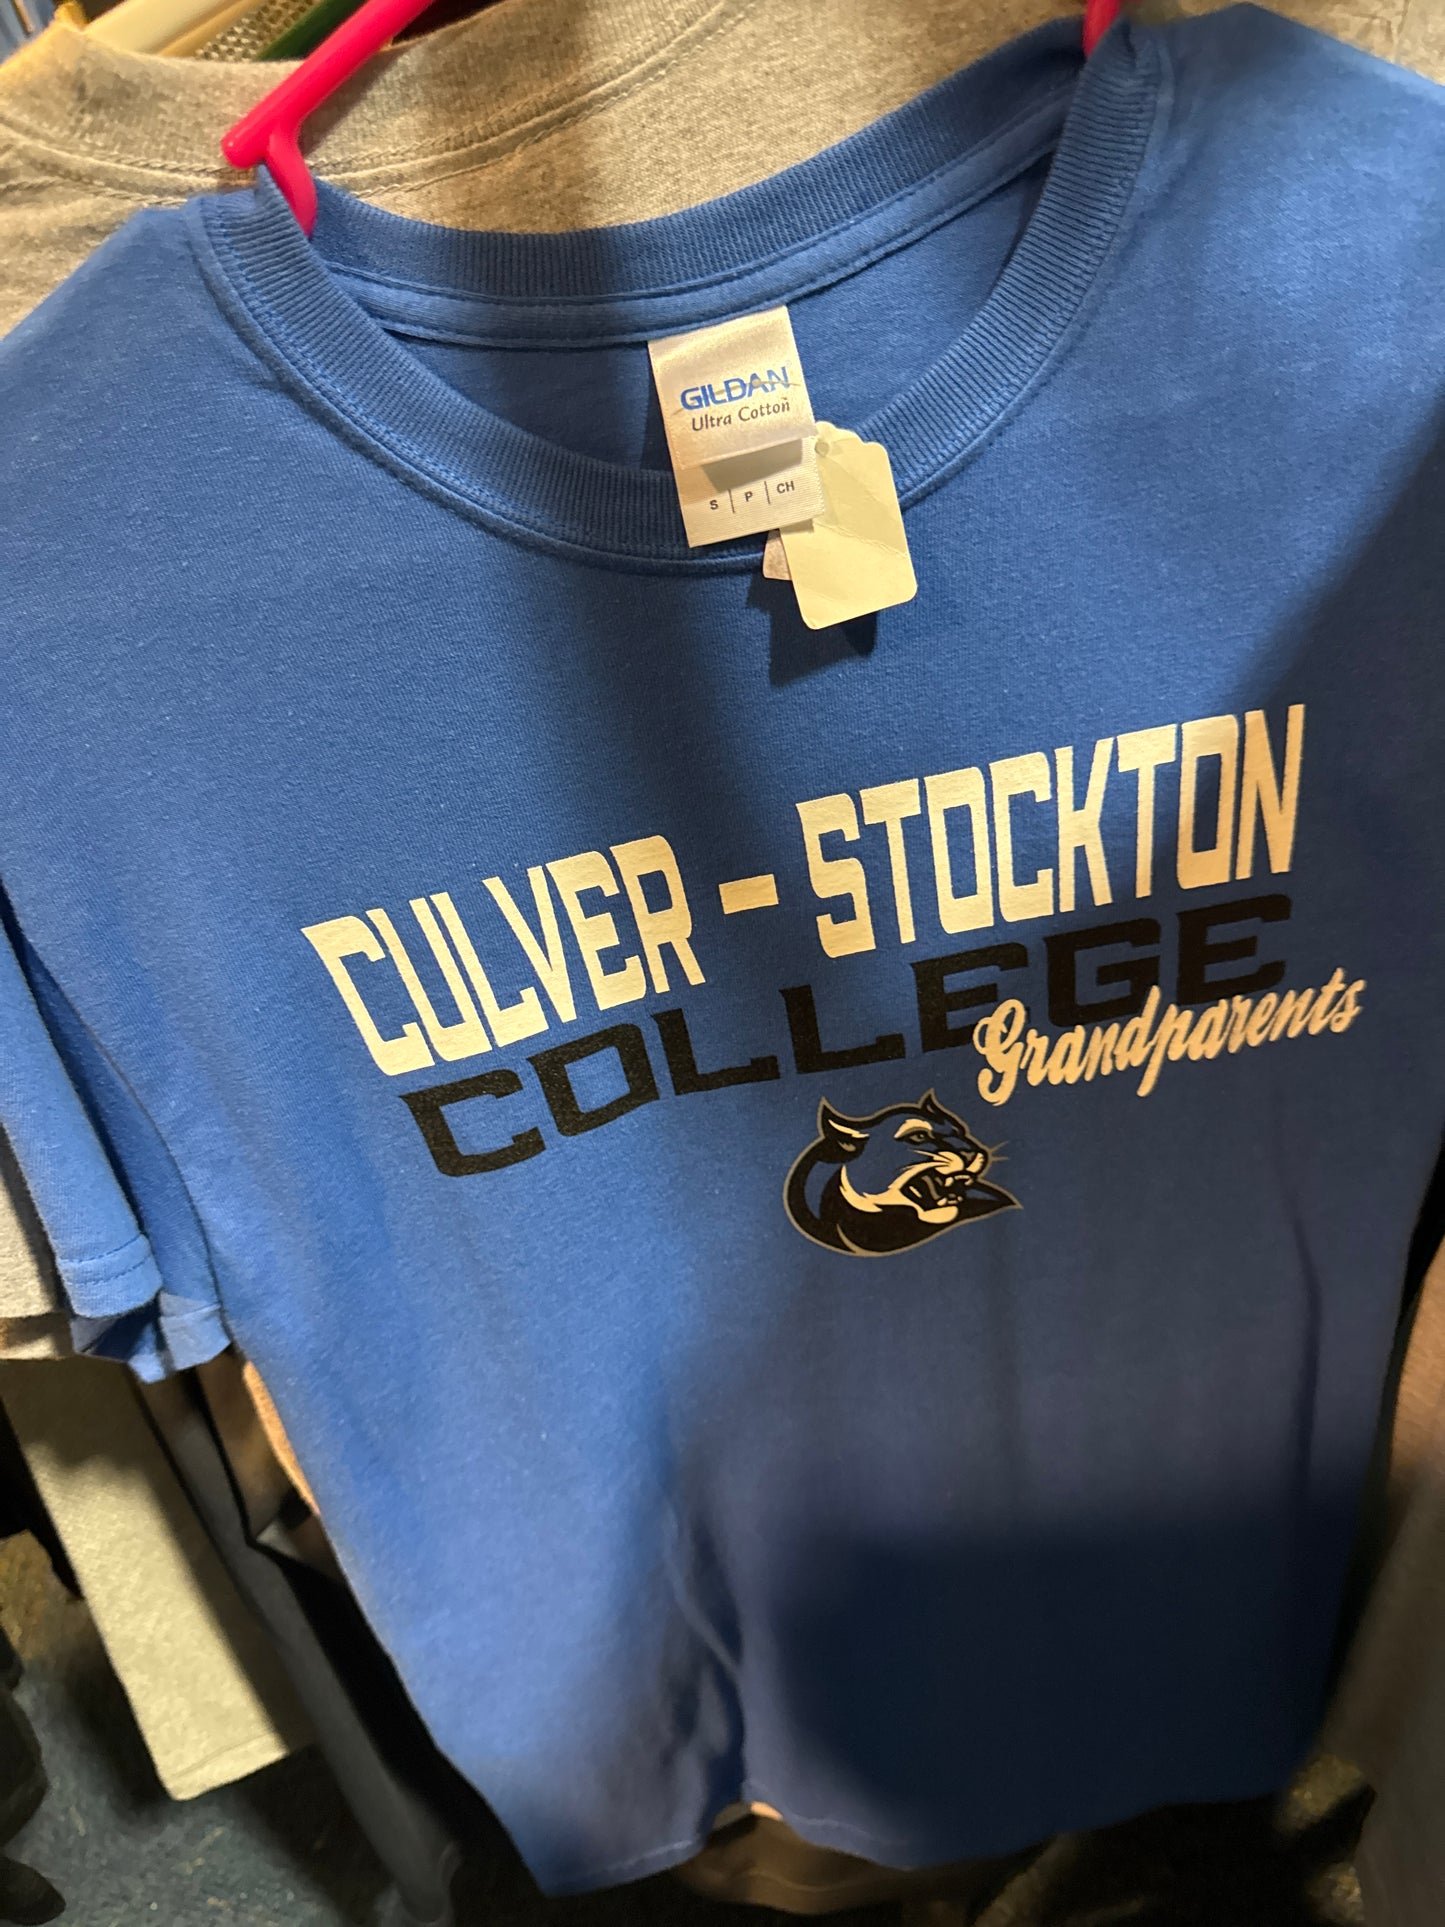 GILDAN
Ultra Cotton
S | P | CH
CULVER - STOCKTON
COLLEGE
Grandparents